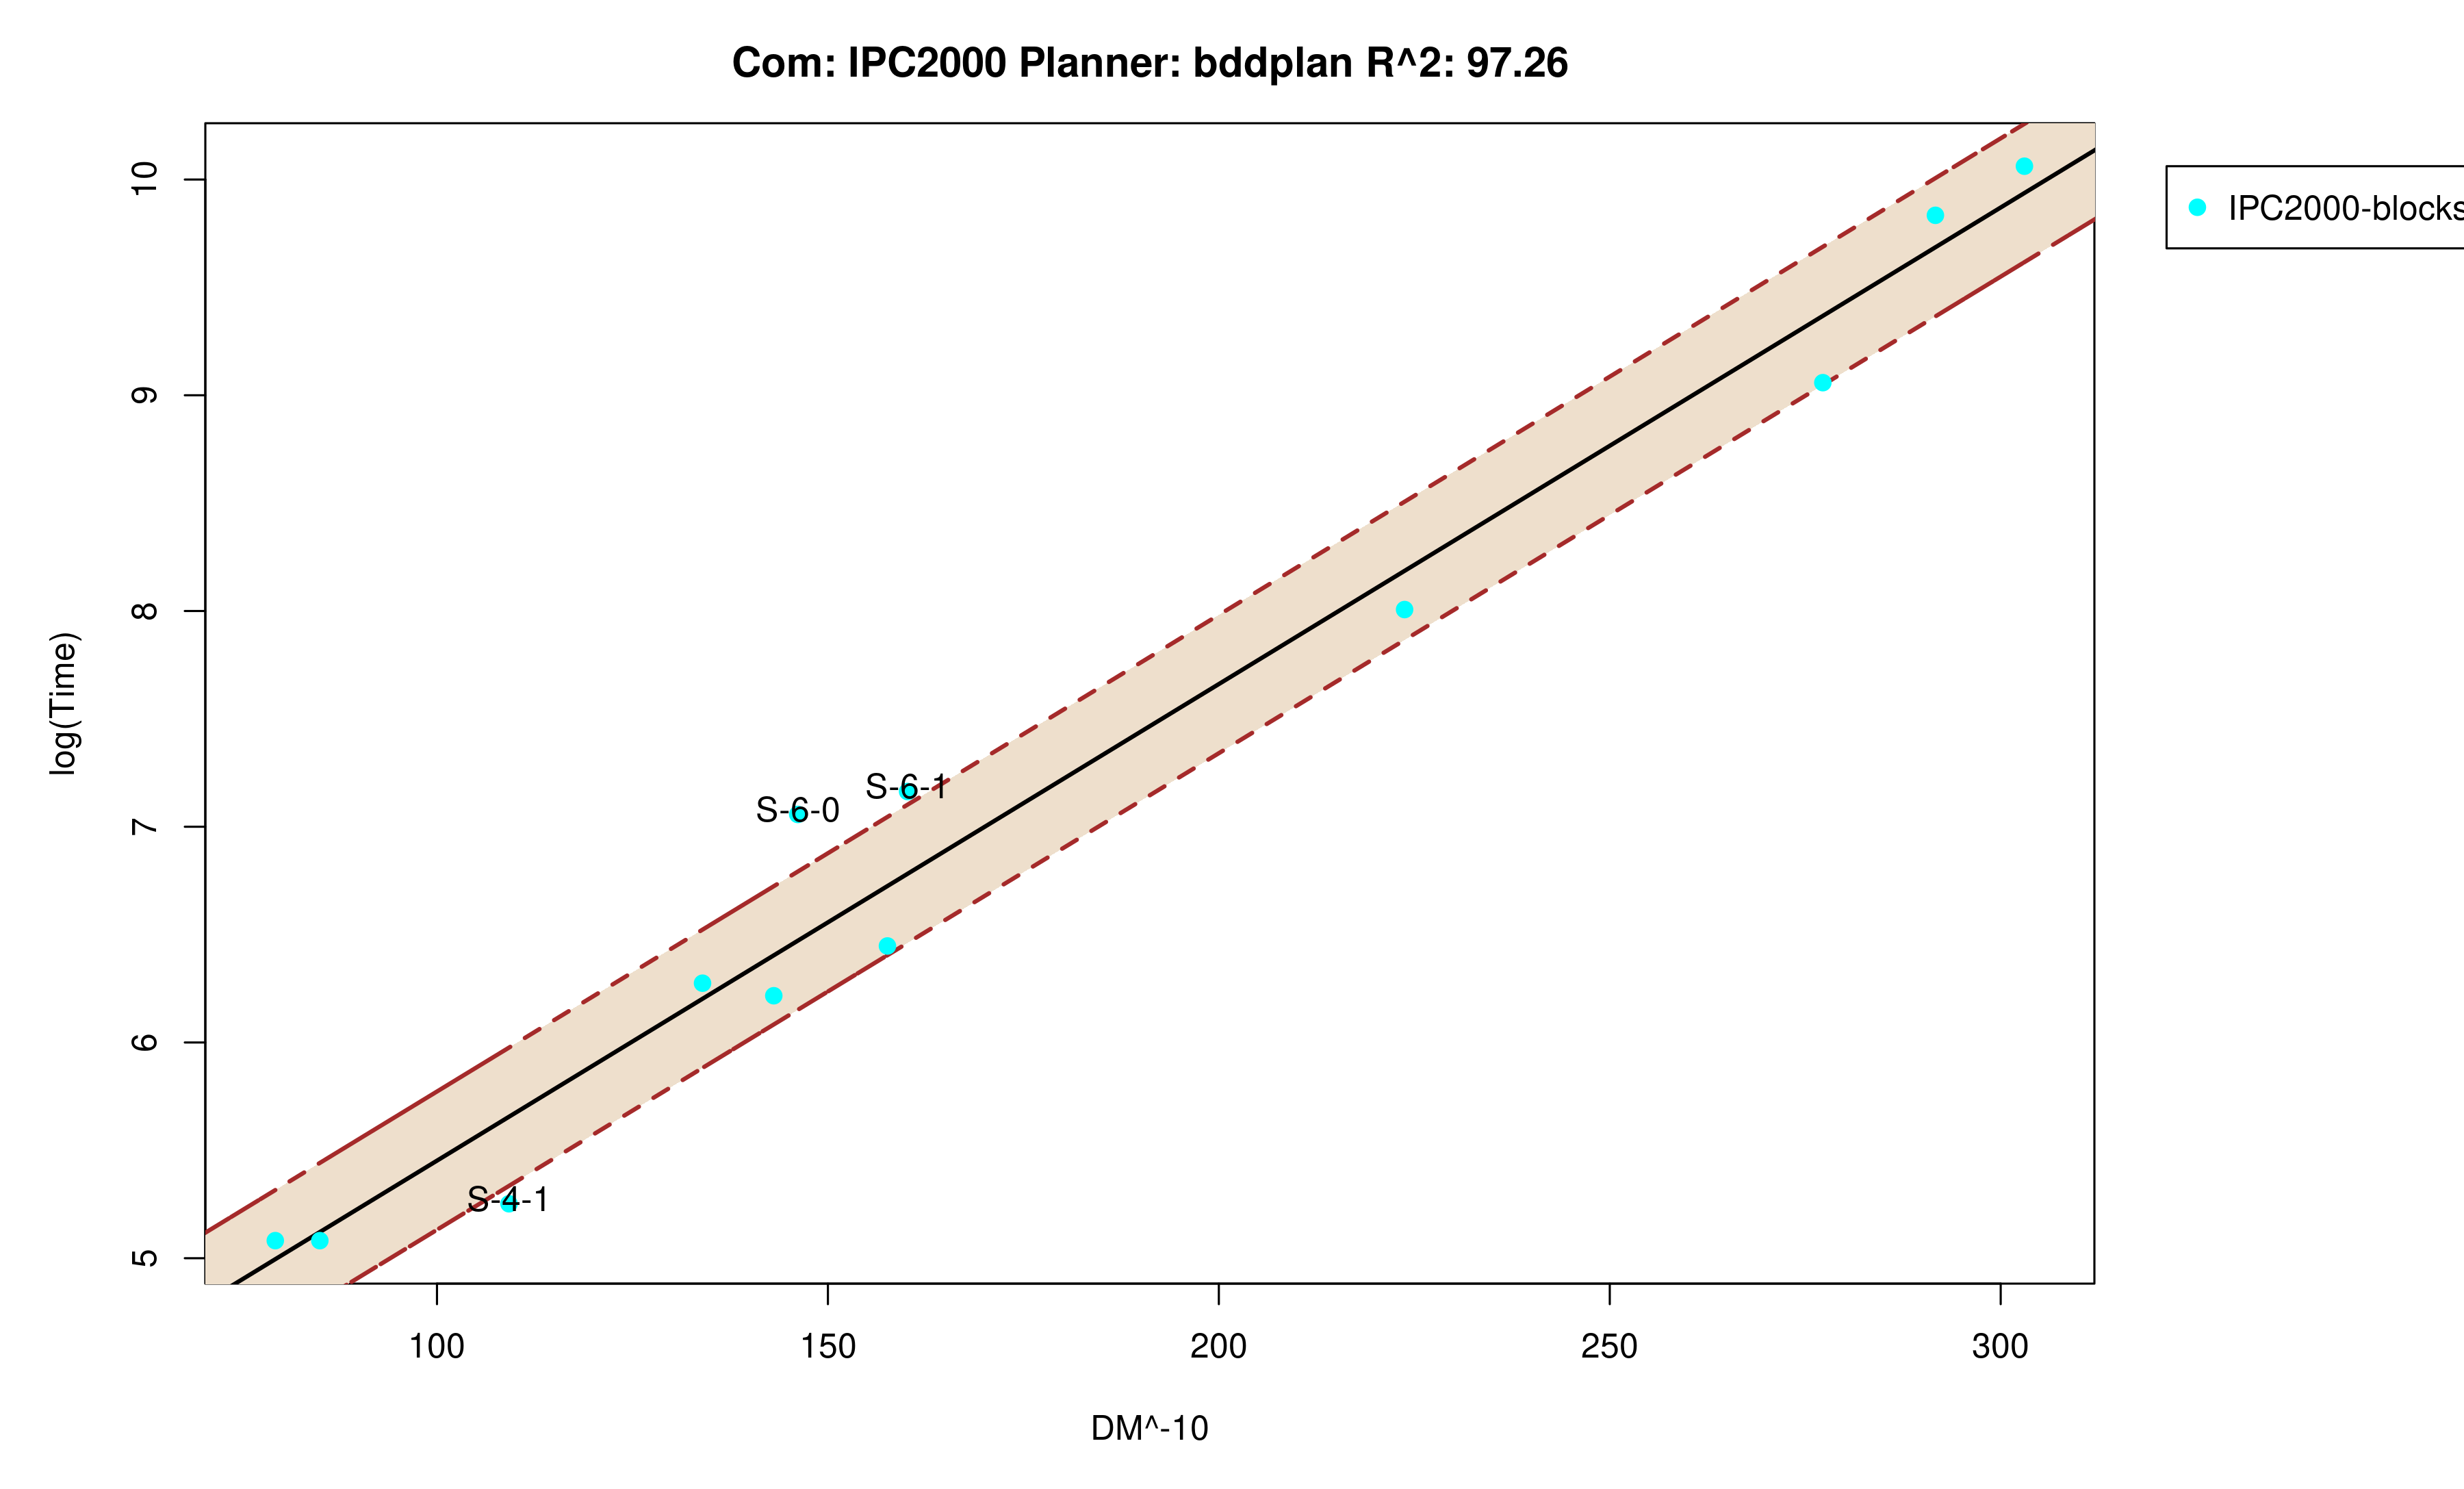 Com: IPC2000 Planner: bddplan R^2: 97.26
10
9
8
7
6
5
log(Time)
IPC2000-blocks
S-6-1
S-6-0
S-4-1
100
150
200
250
300
DM^-10